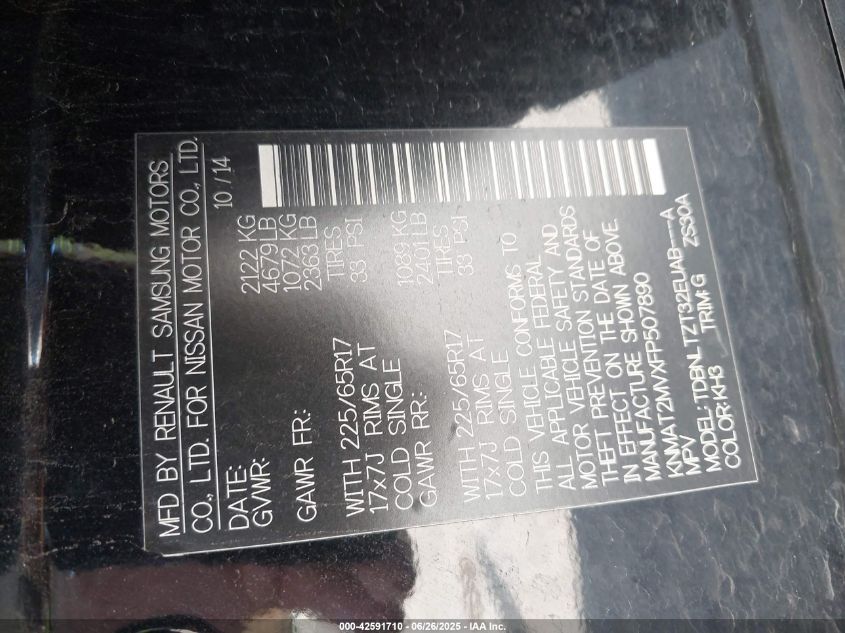 MFD BY RENAULT SAMSUNG MOTORS
CO., LTD. FOR NISSAN MOTOR CO., LTD.
DATE: 10 / 14
GVWR: 2122 KG
4679 LB
GAWR FR: 1072 KG
2363 LB
WITH 225/65R17 TIRES
17x7J RIMS AT 33 PSI
COLD SINGLE
GAWR RR: 1089 KG
2401 LB
WITH 225/65R17 TIRES
17x7J RIMS AT 33 PSI
COLD SINGLE
THIS VEHICLE CONFORMS TO
ALL APPLICABLE FEDERAL
MOTOR VEHICLE SAFETY AND
THEFT PREVENTION STANDARDS
IN EFFECT ON THE DATE OF
MANUFACTURE SHOWN ABOVE.
KNMAT2MVXFP507890
MPV
MODEL: TDBNLTZT32EUAB----A
COLOR: KH3 TRIM: G ZS30A
000-42591710 | 06/26/2025 - IAA Inc.